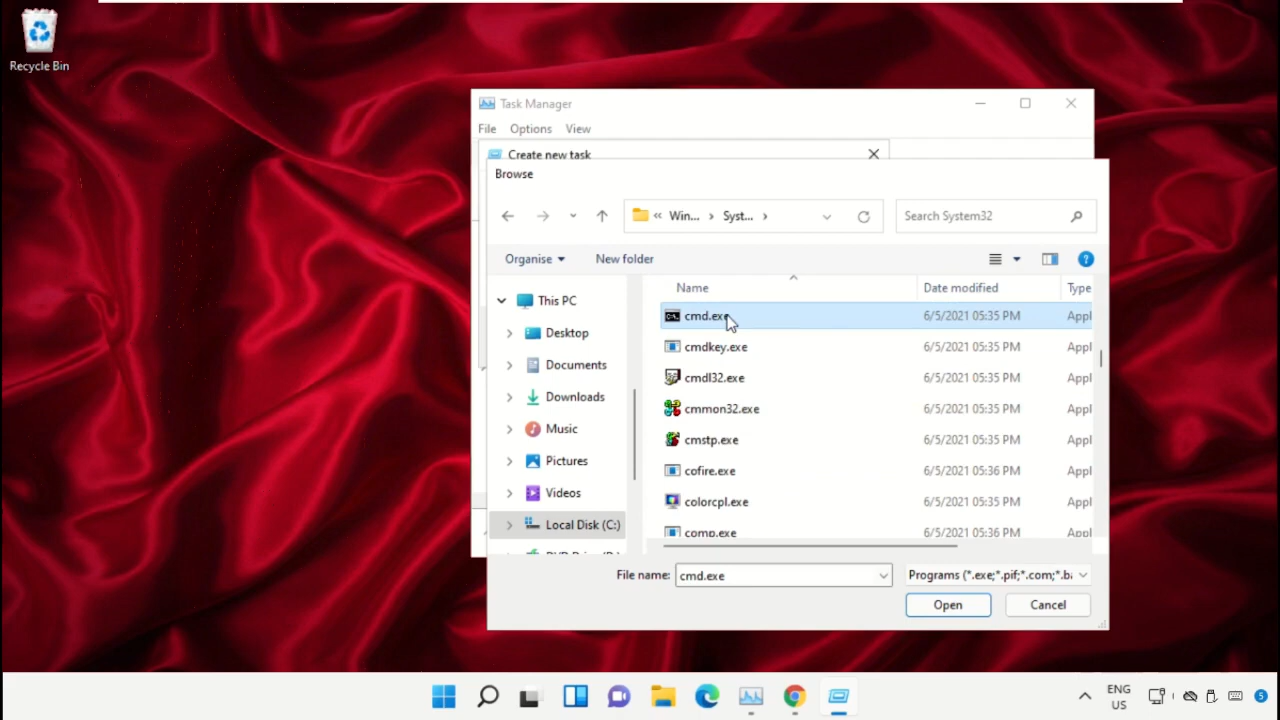 Recycle Bin
Task Manager
File Options View
Create new task
Browse
« Win... › Syst... ›
Search System32
Organise New folder
Name Date modified Type
This PC
Desktop
Documents
Downloads
Music
Pictures
Videos
Local Disk (C:)
cmd.exe 6/5/2021 05:35 PM Appl
cmdkey.exe 6/5/2021 05:35 PM Appl
cmdl32.exe 6/5/2021 05:35 PM Appl
cmmon32.exe 6/5/2021 05:35 PM Appl
cmstp.exe 6/5/2021 05:35 PM Appl
cofire.exe 6/5/2021 05:36 PM Appl
colorcpl.exe 6/5/2021 05:35 PM Appl
comp.exe 6/5/2021 05:36 PM Appl
File name: cmd.exe
Programs (*.exe;*.pif;*.com;*.ba
Open Cancel
ENG
US
5